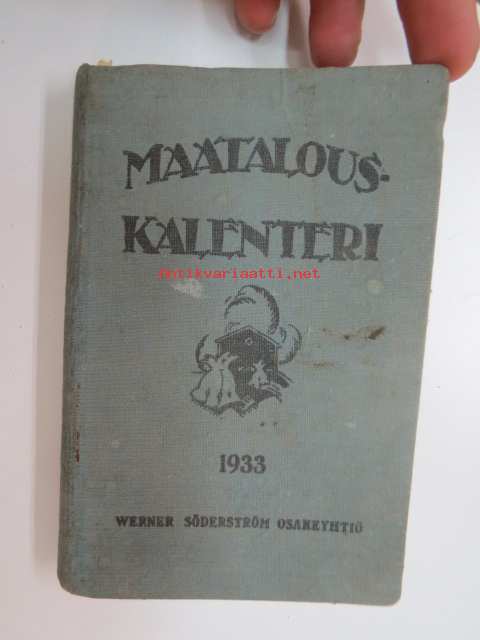 MAATALOUS-
KALENTERI
antikvariaatti.net
1933
WERNER SÖDERSTRÖM OSAKEYHTIÖ